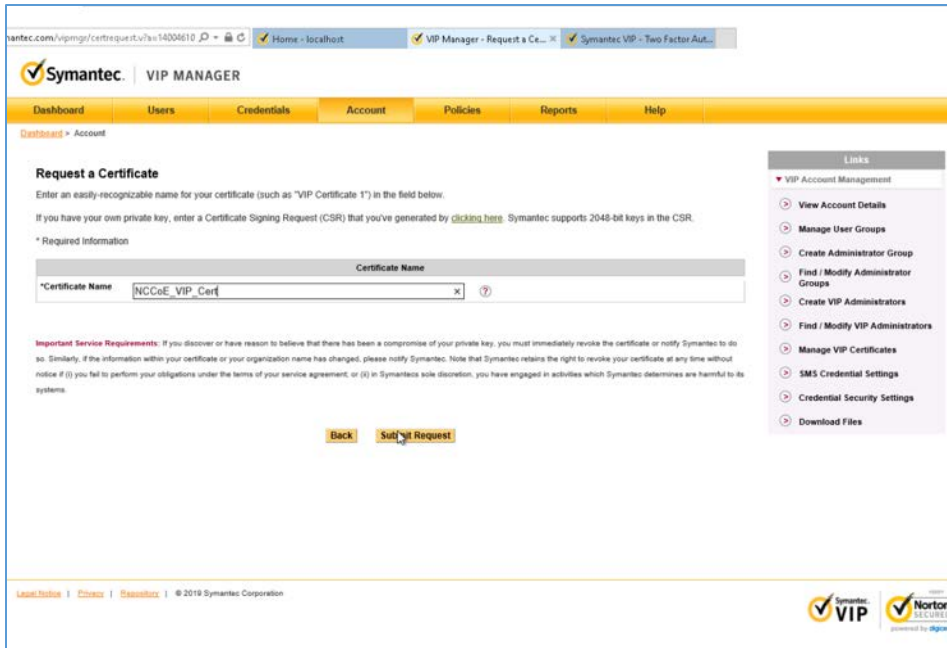 nantec.com/vipmgr/certrequest.v?a=14004610
Home - localhost
VIP Manager - Request a Ce...
Symantec VIP - Two Factor Aut...
Symantec. | VIP MANAGER
Dashboard Users Credentials Account Policies Reports Help
Dashboard > Account
Request a Certificate
Enter an easily-recognizable name for your certificate (such as "VIP Certificate 1") in the field below.
If you have your own private key, enter a Certificate Signing Request (CSR) that you've generated by clicking here. Symantec supports 2048-bit keys in the CSR.
* Required Information
Certificate Name
*Certificate Name NCCoE_VIP_Cert × ?
Important Service Requirements: If you discover or have reason to believe that there has been a compromise of your private key, you must immediately revoke the certificate or notify Symantec to do
so. Similarly, if the information within your certificate or your organization name has changed, please notify Symantec. Note that Symantec retains the right to revoke your certificate at any time without
notice if (i) you fail to perform your obligations under the terms of your service agreement; or (ii) in Symantecs sole discretion, you have engaged in activities which Symantec determines are harmful to its
systems.
Back Submit Request
Links
VIP Account Management
View Account Details
Manage User Groups
Create Administrator Group
Find / Modify Administrator
Groups
Create VIP Administrators
Find / Modify VIP Administrators
Manage VIP Certificates
SMS Credential Settings
Credential Security Settings
Download Files
Legal Notice | Privacy | Repository | © 2019 Symantec Corporation
Symantec.
VIP
Norton
SECURED
powered by digice